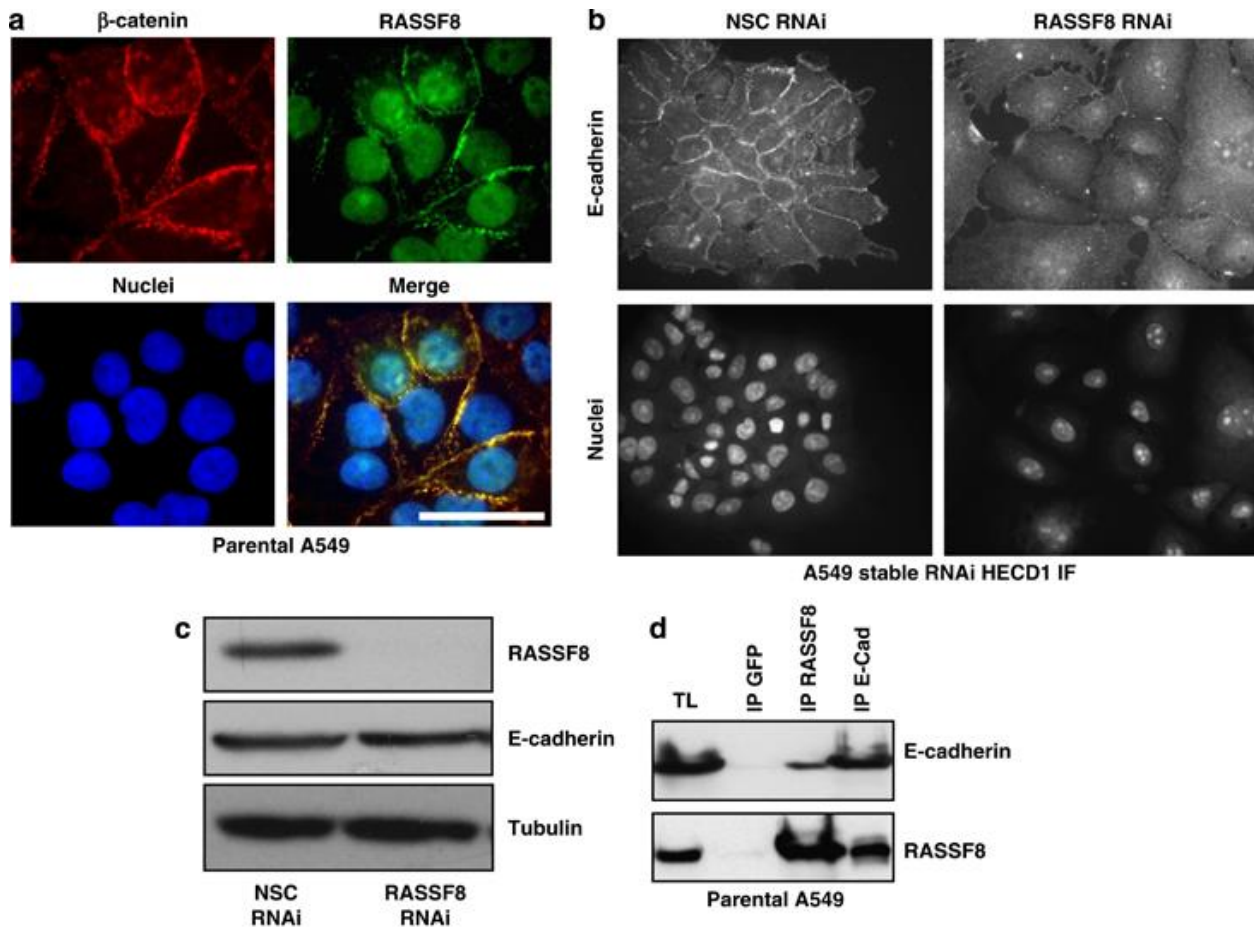 a
β-catenin
RASSF8
Nuclei
Merge
Parental A549
b
NSC RNAi
RASSF8 RNAi
E-cadherin
Nuclei
A549 stable RNAi HECD1 IF
c
RASSF8
E-cadherin
Tubulin
NSC
RNAi
RASSF8
RNAi
d
TL
IP GFP
IP RASSF8
IP E-Cad
E-cadherin
RASSF8
Parental A549